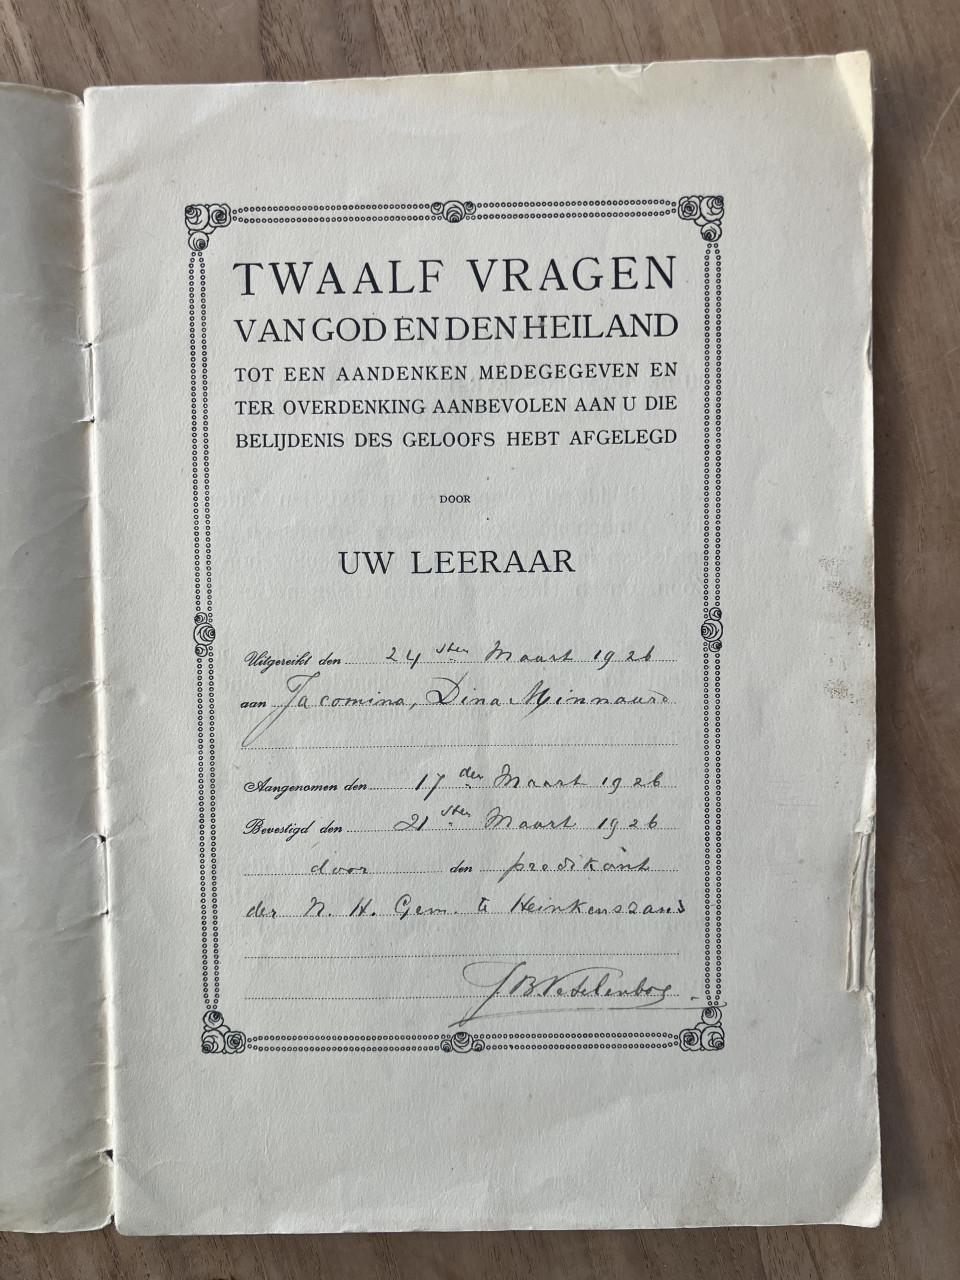 TWAALF VRAGEN
VAN GOD EN DEN HEILAND
TOT EEN AANDENKEN MEDEGEGEVEN EN
TER OVERDENKING AANBEVOLEN AAN U DIE
BELIJDENIS DES GELOOFS HEBT AFGELEGD
DOOR
UW LEERAAR
Uitgereikt den 24 sten Maart 1926
aan Jacomina, Dina Minnaard
Aangenomen den 17 den Maart 1926
Bevestigd den 21 sten Maart 1926
door den predikant
der N. H. Gem. te Heinkenszand